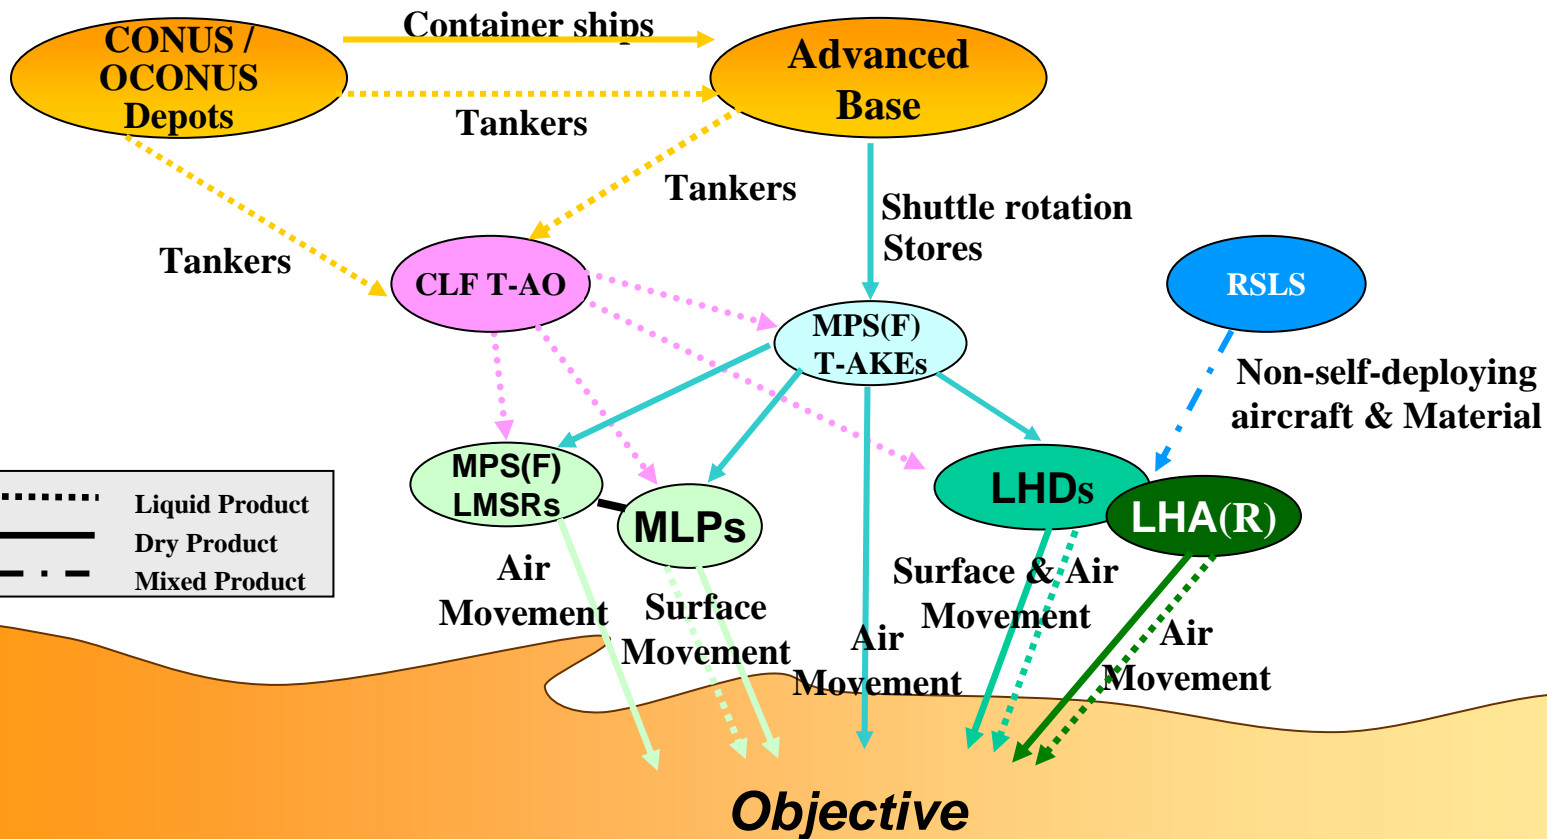 Container ships
CONUS /
OCONUS
Depots
Advanced
Base
Tankers
Tankers
Tankers
Shuttle rotation
Stores
CLF T-AO
RSLS
MPS(F)
T-AKEs
Non-self-deploying
aircraft & Material
MPS(F)
LMSRs
MLPs
LHDs
LHA(R)
Liquid Product
Dry Product
Mixed Product
Air
Movement
Surface
Movement
Air
Movement
Surface & Air
Movement
Air
Movement
Objective